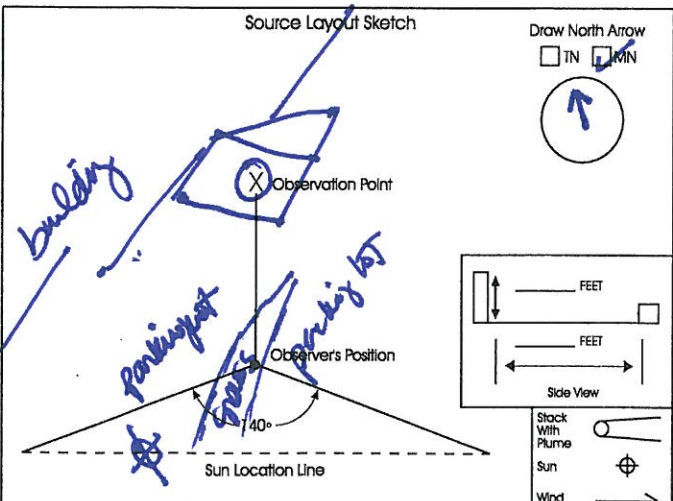 Source Layout Sketch
Draw North Arrow
TN MN
X Observation Point
building
FEET
FEET
Side View
parking lot
grass
parking lot
Observer's Position
140°
Sun Location Line
Stack
With
Plume
Sun
Wind